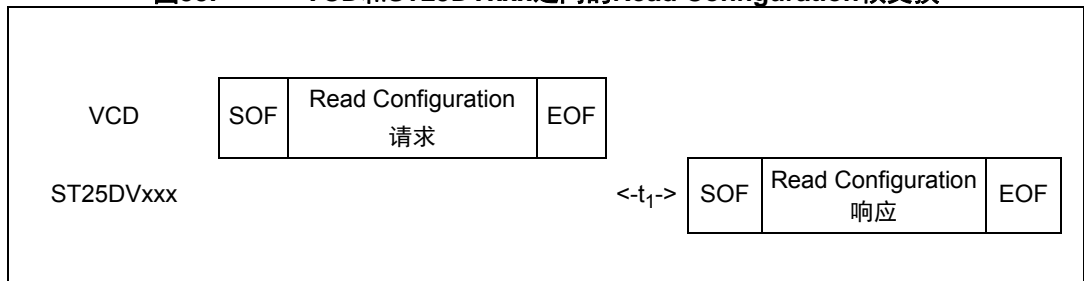 VCD SOF Read Configuration 请求 EOF
ST25DVxxx <-t1-> SOF Read Configuration 响应 EOF